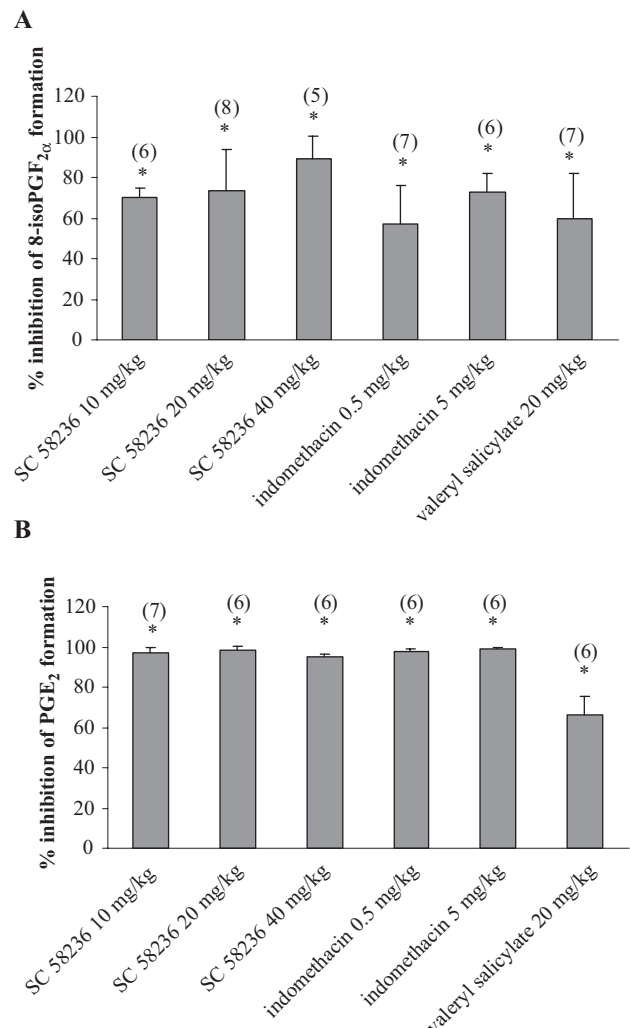 A
% inhibition of 8-isoPGF2α formation
120
100
80
60
40
20
0
(6)
*
(8)
*
(5)
*
(7)
*
(6)
*
(7)
*
SC 58236 10 mg/kg
SC 58236 20 mg/kg
SC 58236 40 mg/kg
indomethacin 0.5 mg/kg
indomethacin 5 mg/kg
valeryl salicylate 20 mg/kg
B
% inhibition of PGE2 formation
120
100
80
60
40
20
0
(7)
*
(6)
*
(6)
*
(6)
*
(6)
*
(6)
*
SC 58236 10 mg/kg
SC 58236 20 mg/kg
SC 58236 40 mg/kg
indomethacin 0.5 mg/kg
indomethacin 5 mg/kg
valeryl salicylate 20 mg/kg